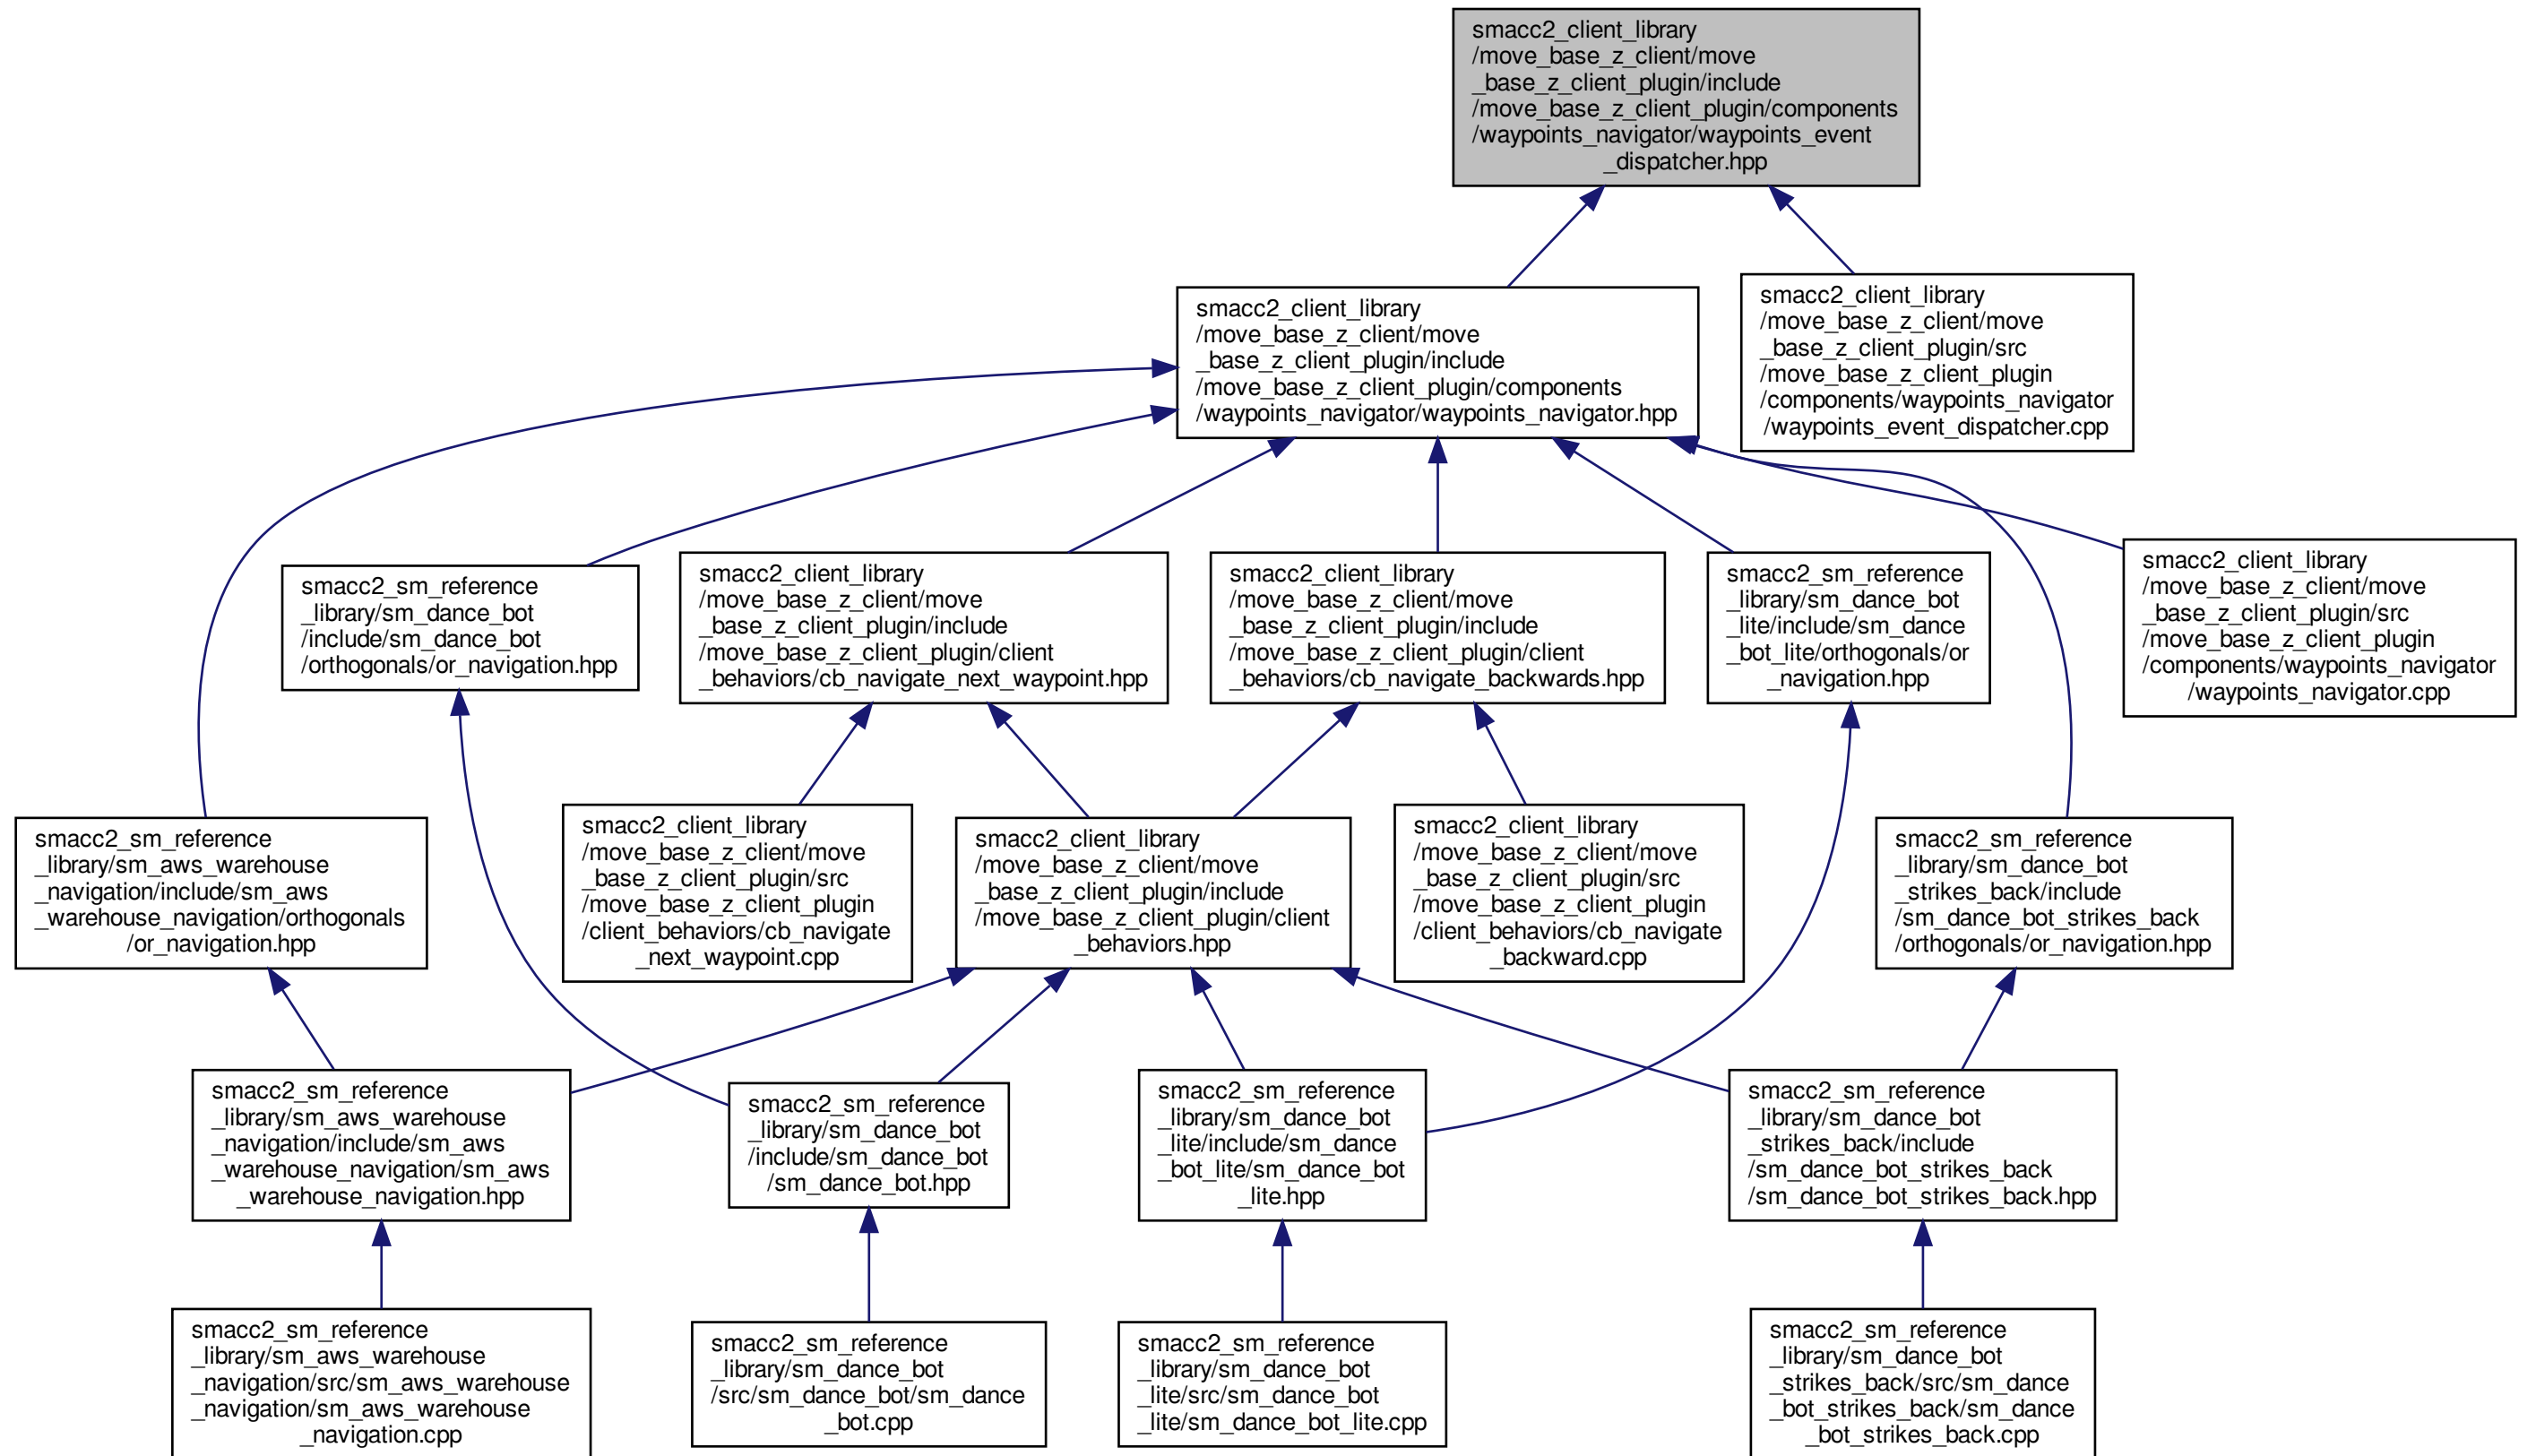 smacc2_client_library
/move_base_z_client/move
_base_z_client_plugin/include
/move_base_z_client_plugin/components
/waypoints_navigator/waypoints_event
_dispatcher.hpp
smacc2_client_library
/move_base_z_client/move
_base_z_client_plugin/include
/move_base_z_client_plugin/components
/waypoints_navigator/waypoints_navigator.hpp
smacc2_client_library
/move_base_z_client/move
_base_z_client_plugin/src
/move_base_z_client_plugin
/components/waypoints_navigator
/waypoints_event_dispatcher.cpp
smacc2_sm_reference
_library/sm_dance_bot
/include/sm_dance_bot
/orthogonals/or_navigation.hpp
smacc2_client_library
/move_base_z_client/move
_base_z_client_plugin/include
/move_base_z_client_plugin/client
_behaviors/cb_navigate_next_waypoint.hpp
smacc2_client_library
/move_base_z_client/move
_base_z_client_plugin/include
/move_base_z_client_plugin/client
_behaviors/cb_navigate_backwards.hpp
smacc2_sm_reference
_library/sm_dance_bot
_lite/include/sm_dance
_bot_lite/orthogonals/or
_navigation.hpp
smacc2_client_library
/move_base_z_client/move
_base_z_client_plugin/src
/move_base_z_client_plugin
/components/waypoints_navigator
/waypoints_navigator.cpp
smacc2_sm_reference
_library/sm_aws_warehouse
_navigation/include/sm_aws
_warehouse_navigation/orthogonals
/or_navigation.hpp
smacc2_client_library
/move_base_z_client/move
_base_z_client_plugin/src
/move_base_z_client_plugin
/client_behaviors/cb_navigate
_next_waypoint.cpp
smacc2_client_library
/move_base_z_client/move
_base_z_client_plugin/include
/move_base_z_client_plugin/client
_behaviors.hpp
smacc2_client_library
/move_base_z_client/move
_base_z_client_plugin/src
/move_base_z_client_plugin
/client_behaviors/cb_navigate
_backward.cpp
smacc2_sm_reference
_library/sm_dance_bot
_strikes_back/include
/sm_dance_bot_strikes_back
/orthogonals/or_navigation.hpp
smacc2_sm_reference
_library/sm_aws_warehouse
_navigation/include/sm_aws
_warehouse_navigation/sm_aws
_warehouse_navigation.hpp
smacc2_sm_reference
_library/sm_dance_bot
/include/sm_dance_bot
/sm_dance_bot.hpp
smacc2_sm_reference
_library/sm_dance_bot
_lite/include/sm_dance
_bot_lite/sm_dance_bot
_lite.hpp
smacc2_sm_reference
_library/sm_dance_bot
_strikes_back/include
/sm_dance_bot_strikes_back
/sm_dance_bot_strikes_back.hpp
smacc2_sm_reference
_library/sm_aws_warehouse
_navigation/src/sm_aws_warehouse
_navigation/sm_aws_warehouse
_navigation.cpp
smacc2_sm_reference
_library/sm_dance_bot
/src/sm_dance_bot/sm_dance
_bot.cpp
smacc2_sm_reference
_library/sm_dance_bot
_lite/src/sm_dance_bot
_lite/sm_dance_bot_lite.cpp
smacc2_sm_reference
_library/sm_dance_bot
_strikes_back/src/sm_dance
_bot_strikes_back/sm_dance
_bot_strikes_back.cpp